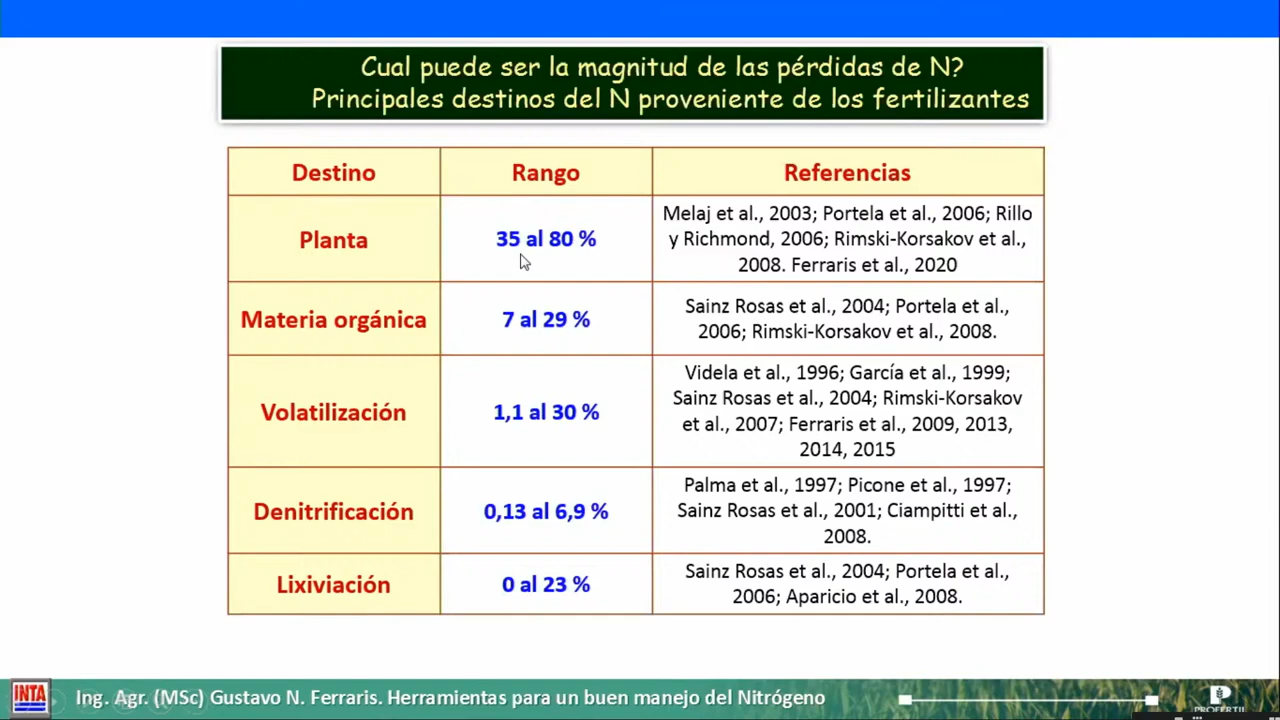 Cual puede ser la magnitud de las pérdidas de N?
Principales destinos del N proveniente de los fertilizantes
Destino
Rango
Referencias
Planta
35 al 80 %
Melaj et al., 2003; Portela et al., 2006; Rillo
y Richmond, 2006; Rimski-Korsakov et al.,
2008. Ferraris et al., 2020
Materia orgánica
7 al 29 %
Sainz Rosas et al., 2004; Portela et al.,
2006; Rimski-Korsakov et al., 2008.
Volatilización
1,1 al 30 %
Videla et al., 1996; García et al., 1999;
Sainz Rosas et al., 2004; Rimski-Korsakov
et al., 2007; Ferraris et al., 2009, 2013,
2014, 2015
Denitrificación
0,13 al 6,9 %
Palma et al., 1997; Picone et al., 1997;
Sainz Rosas et al., 2001; Ciampitti et al.,
2008.
Lixiviación
0 al 23 %
Sainz Rosas et al., 2004; Portela et al.,
2006; Aparicio et al., 2008.
INTA
Ing. Agr. (MSc) Gustavo N. Ferraris. Herramientas para un buen manejo del Nitrógeno
PROFERTIL